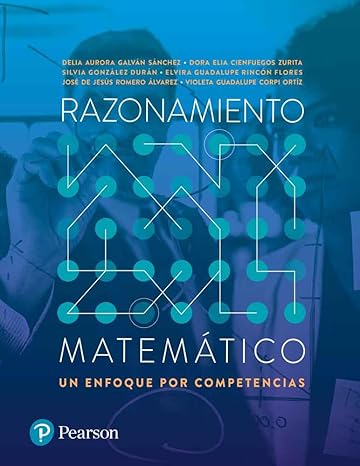 DELIA AURORA GALVÁN SÁNCHEZ • DORA ELIA CIENFUEGOS ZURITA
SILVIA GONZÁLEZ DURÁN • ELVIRA GUADALUPE RINCÓN FLORES
JOSÉ DE JESÚS ROMERO ÁLVAREZ • VIOLETA GUADALUPE CORPI ORTÍZ
RAZONAMIENTO
MATEMÁTICO
UN ENFOQUE POR COMPETENCIAS
Pearson